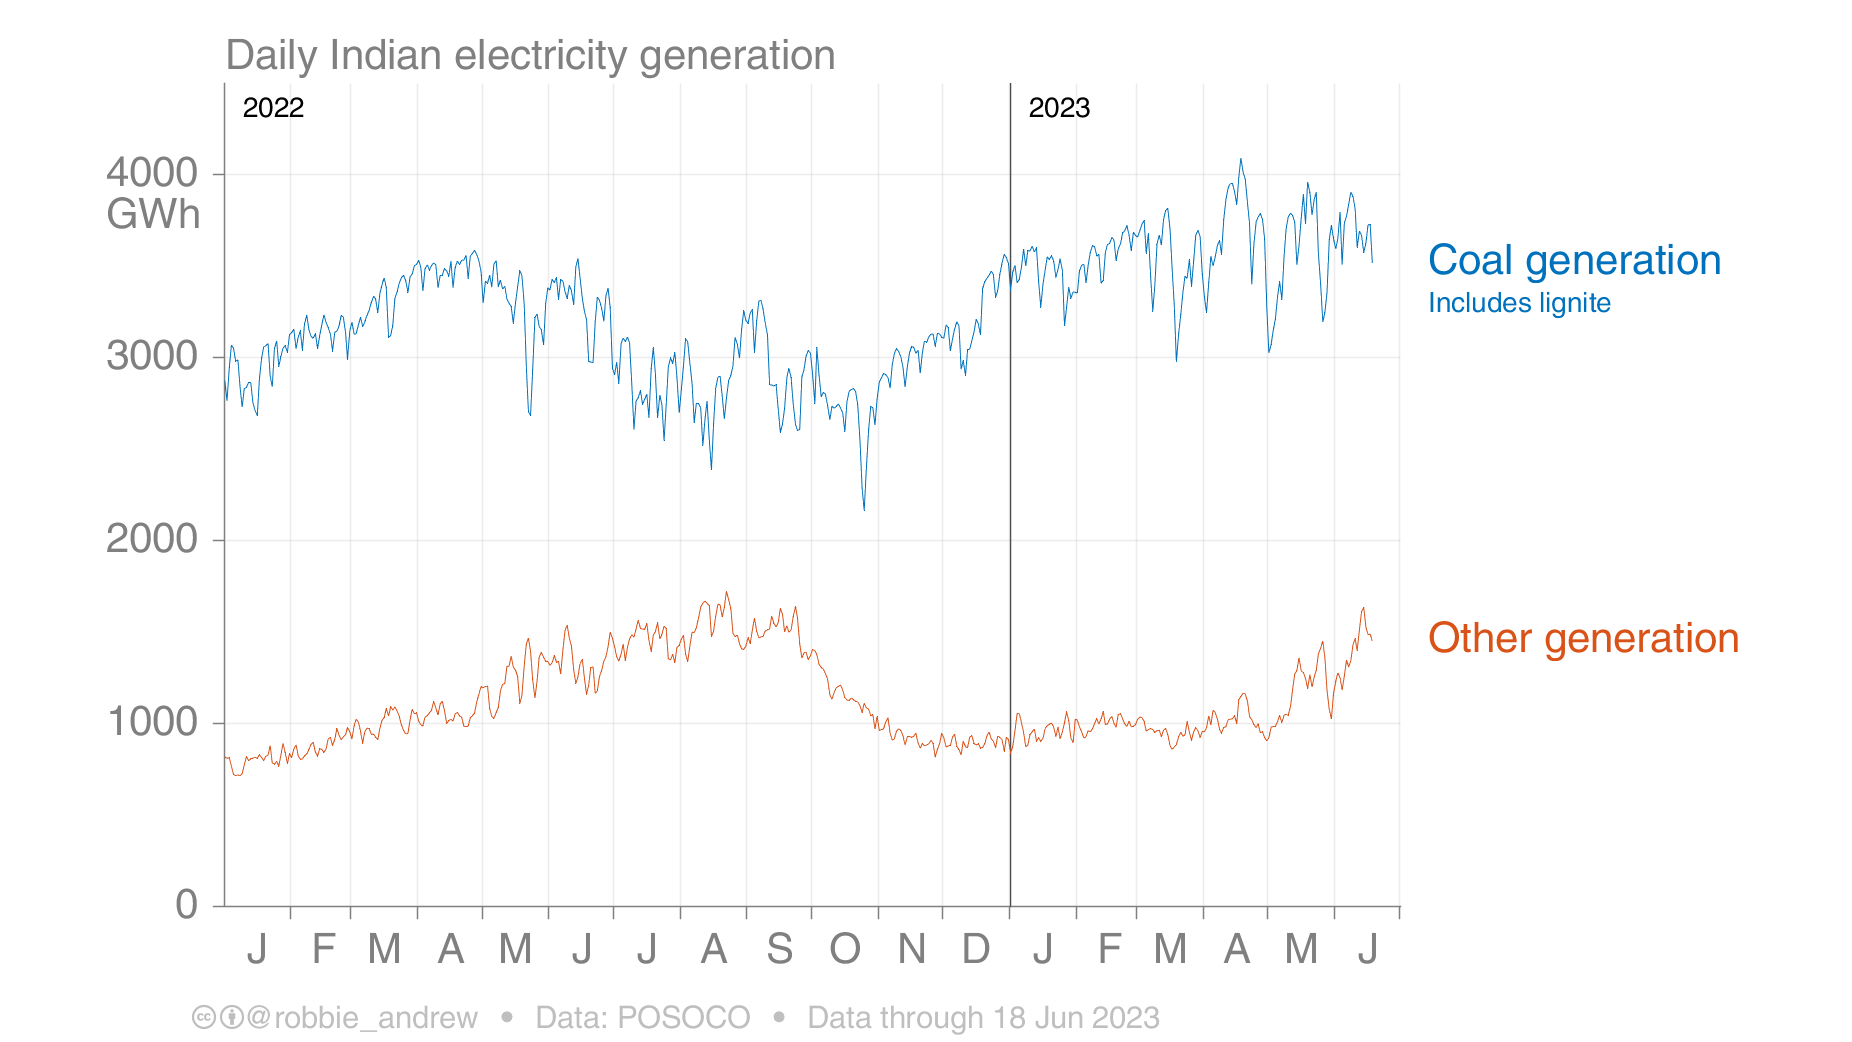 Daily Indian electricity generation
2022
2023
4000
GWh
3000
2000
1000
0
Coal generation
Includes lignite
Other generation
J F M A M J J A S O N D J F M A M J
@robbie_andrew • Data: POSOCO • Data through 18 Jun 2023